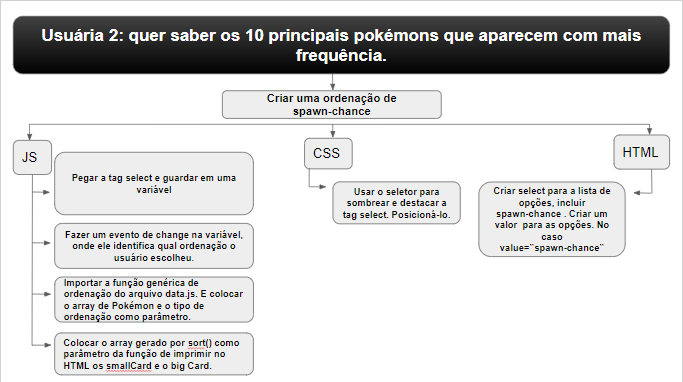 Usuária 2: quer saber os 10 principais pokémons que aparecem com mais
frequência.
Criar uma ordenação de
spawn-chance
JS
Pegar a tag select e guardar em uma
variável
Fazer um evento de change na variável,
onde ele identifica qual ordenação o
usuário escolheu.
Importar a função genérica de
ordenação do arquivo data.js. E colocar
o array de Pokémon e o tipo de
ordenação como parâmetro.
Colocar o array gerado por sort() como
parâmetro da função de imprimir no
HTML os smallCard e o big Card.
CSS
Usar o seletor para
sombrear e destacar a
tag select. Posicioná-lo.
HTML
Criar select para a lista de
opções, incluir
spawn-chance . Criar um
valor  para as opções. No
caso
value="spawn-chance"